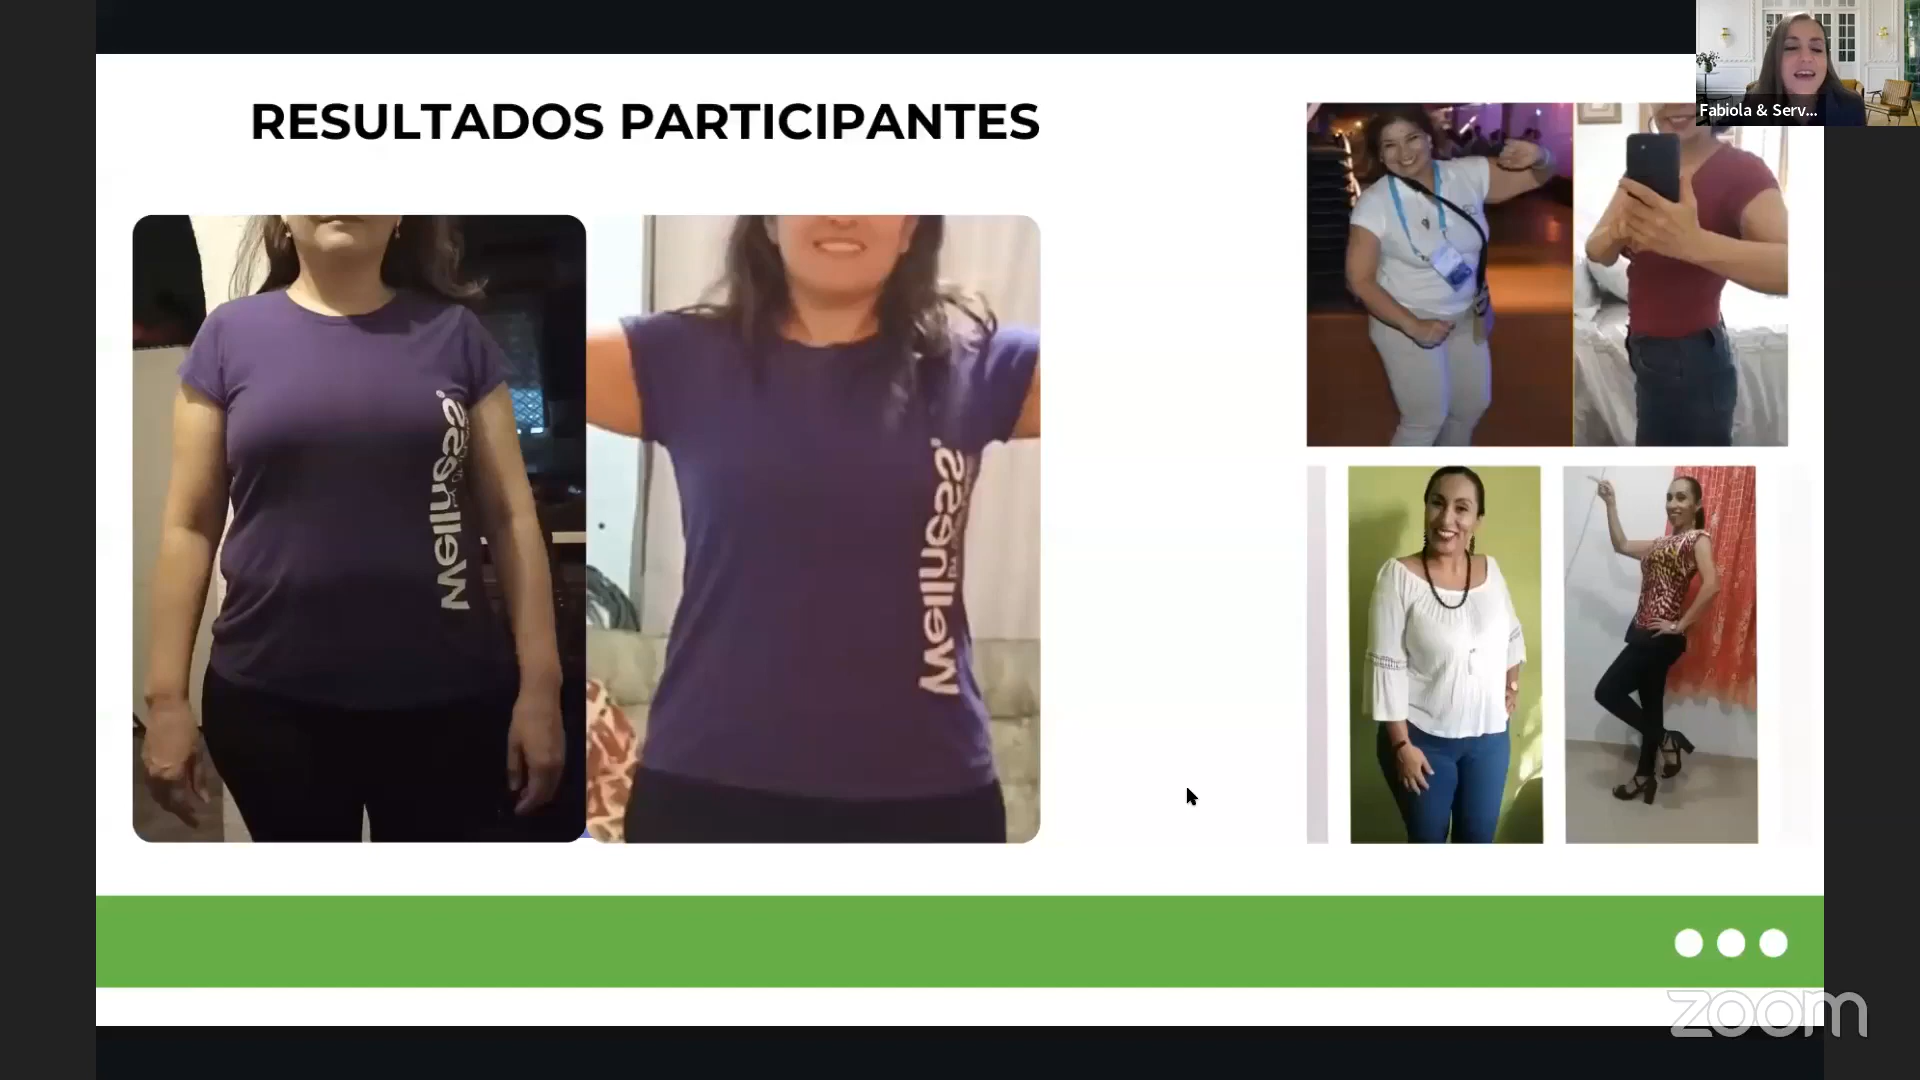 RESULTADOS PARTICIPANTES
Fabiola & Serv...
wellness
wellness
zoom